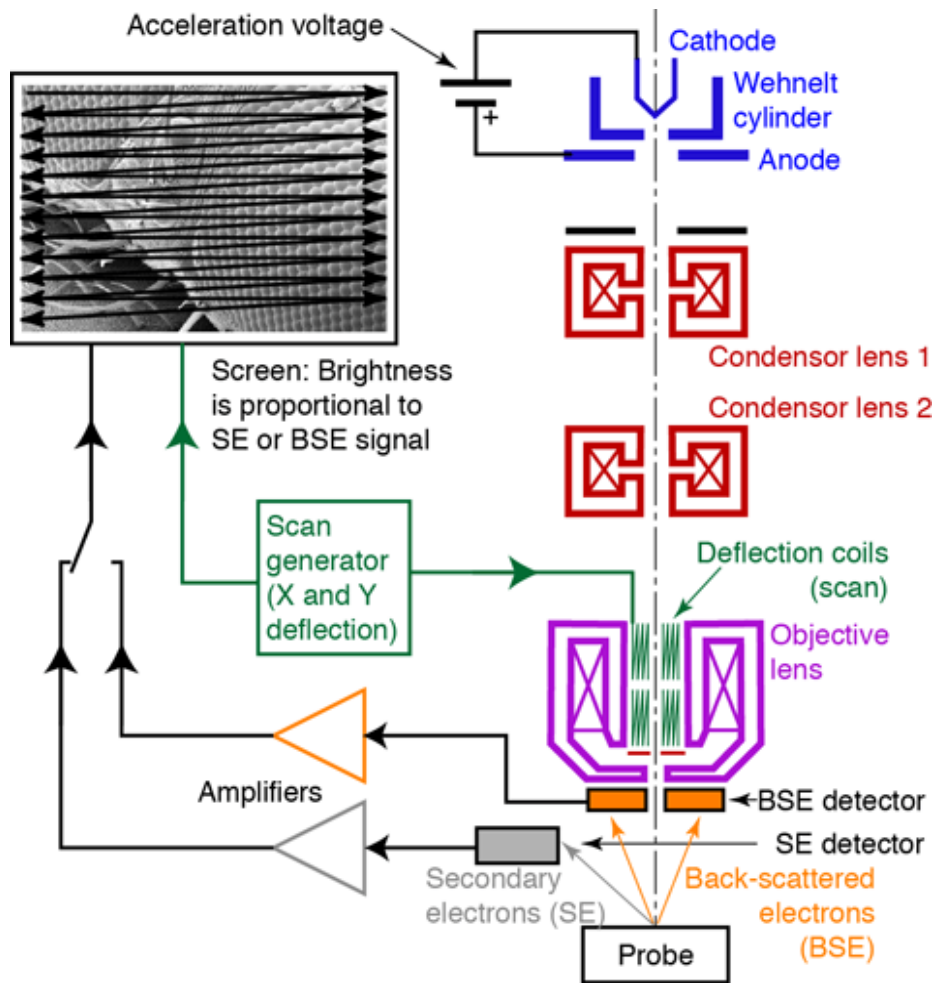 Acceleration voltage
Cathode
Wehnelt
cylinder
+
Anode
Condensor lens 1
Screen: Brightness
is proportional to
SE or BSE signal
Condensor lens 2
Scan
generator
(X and Y
deflection)
Deflection coils
(scan)
Objective
lens
Amplifiers
BSE detector
SE detector
Secondary
electrons (SE)
Back-scattered
electrons
(BSE)
Probe